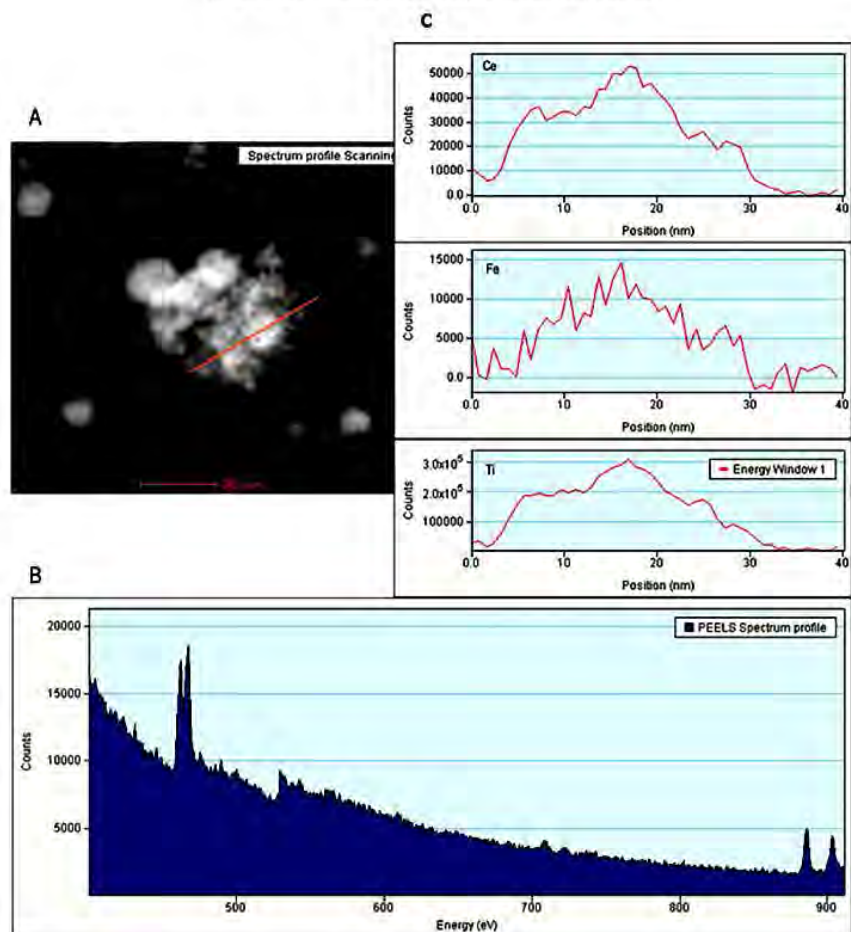 C
A
Spectrum profile Scanning
Ce
50000
40000
30000
20000
10000
0.0
Counts
0.0 10 20 30 40
Position (nm)
Fe
15000
10000
5000
0.0
Counts
0.0 10 20 30 40
Position (nm)
Ti
Energy Window 1
3.0x10⁵
2.0x10⁵
100000
Counts
0.0 10 20 30 40
Position (nm)
B
PEELS Spectrum profile
20000
15000
10000
5000
Counts
500 600 700 800 900
Energy (eV)